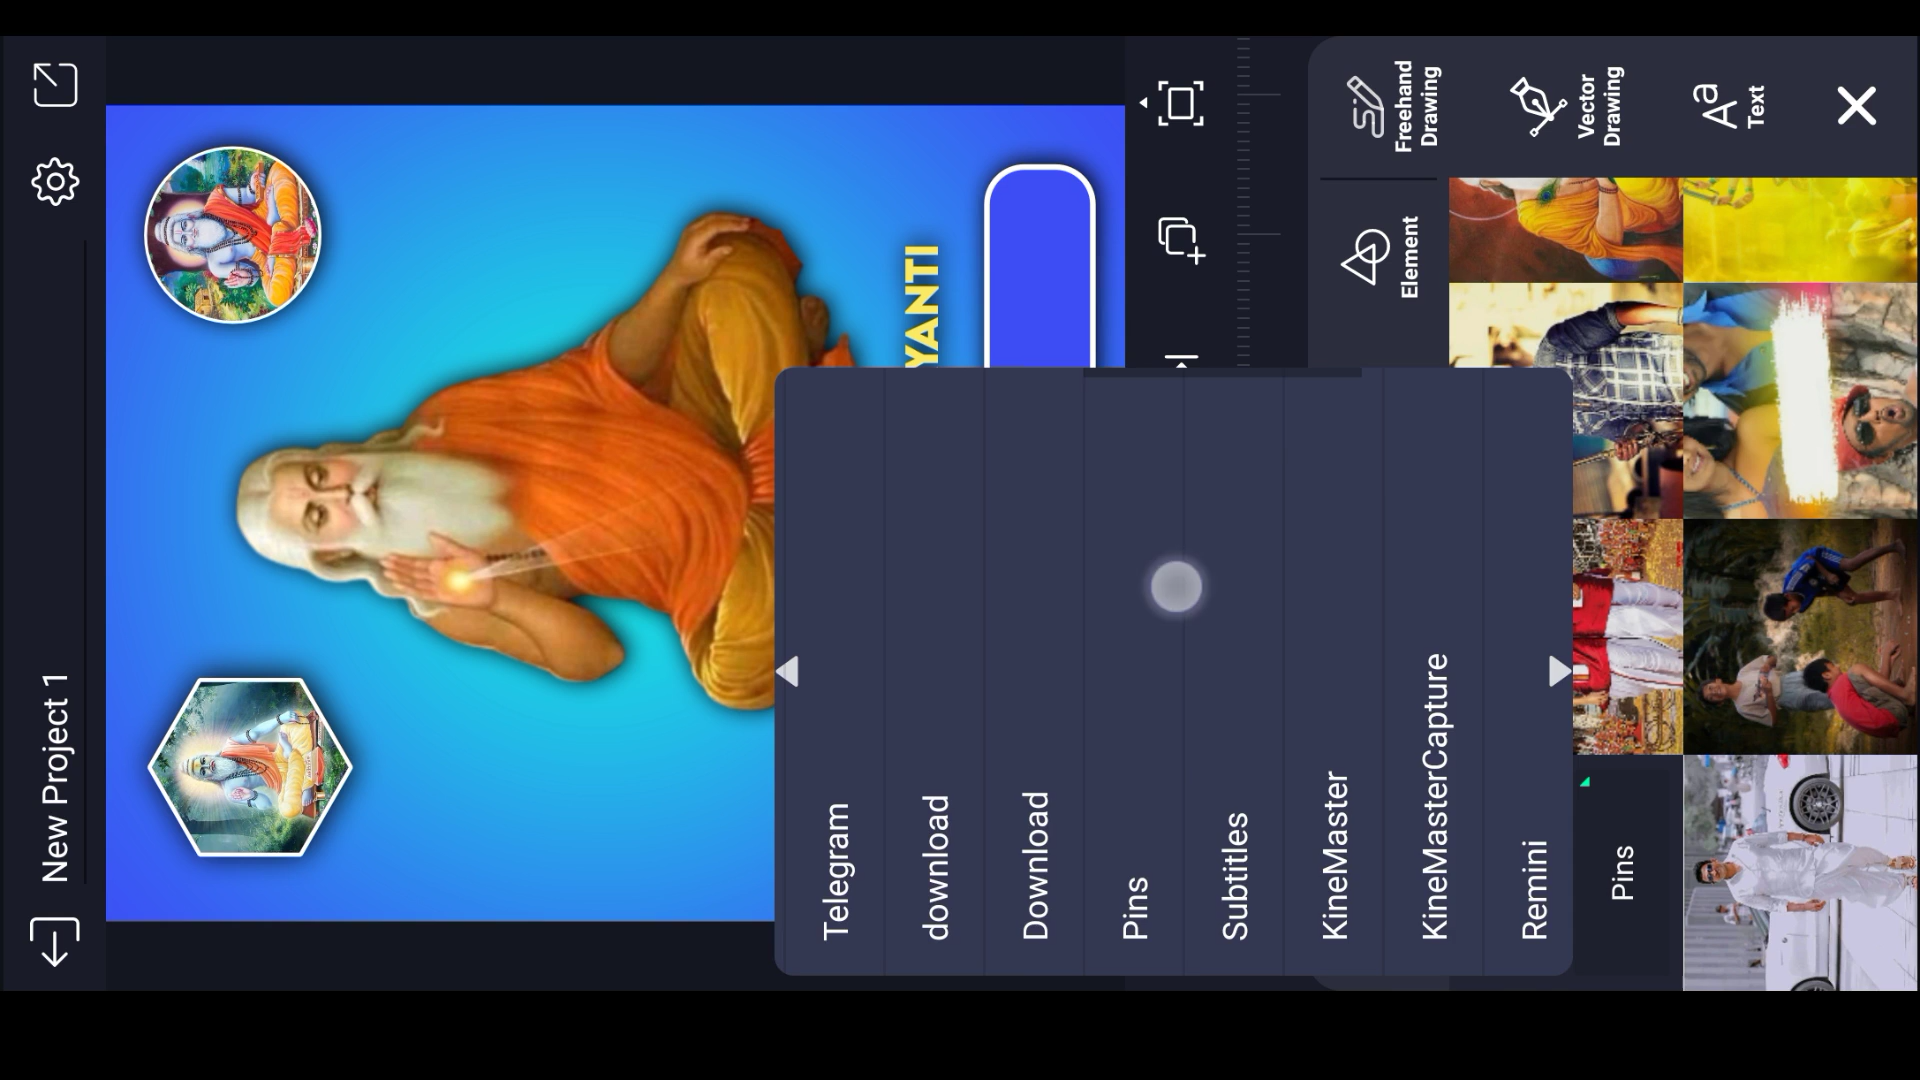 New Project 1
YANTI
Freehand
Drawing
Vector
Drawing
Aa
Text
Element
Telegram
download
Download
Pins
Subtitles
KineMaster
KineMasterCapture
Remini
Pins